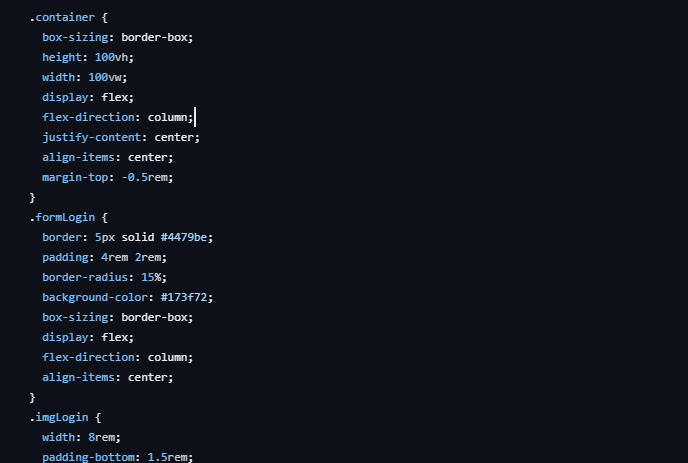 .container {
box-sizing: border-box;
height: 100vh;
width: 100vw;
display: flex;
flex-direction: column;
justify-content: center;
align-items: center;
margin-top: -0.5rem;
}
.formLogin {
border: 5px solid #4479be;
padding: 4rem 2rem;
border-radius: 15%;
background-color: #173f72;
box-sizing: border-box;
display: flex;
flex-direction: column;
align-items: center;
}
.imgLogin {
width: 8rem;
padding-bottom: 1.5rem;